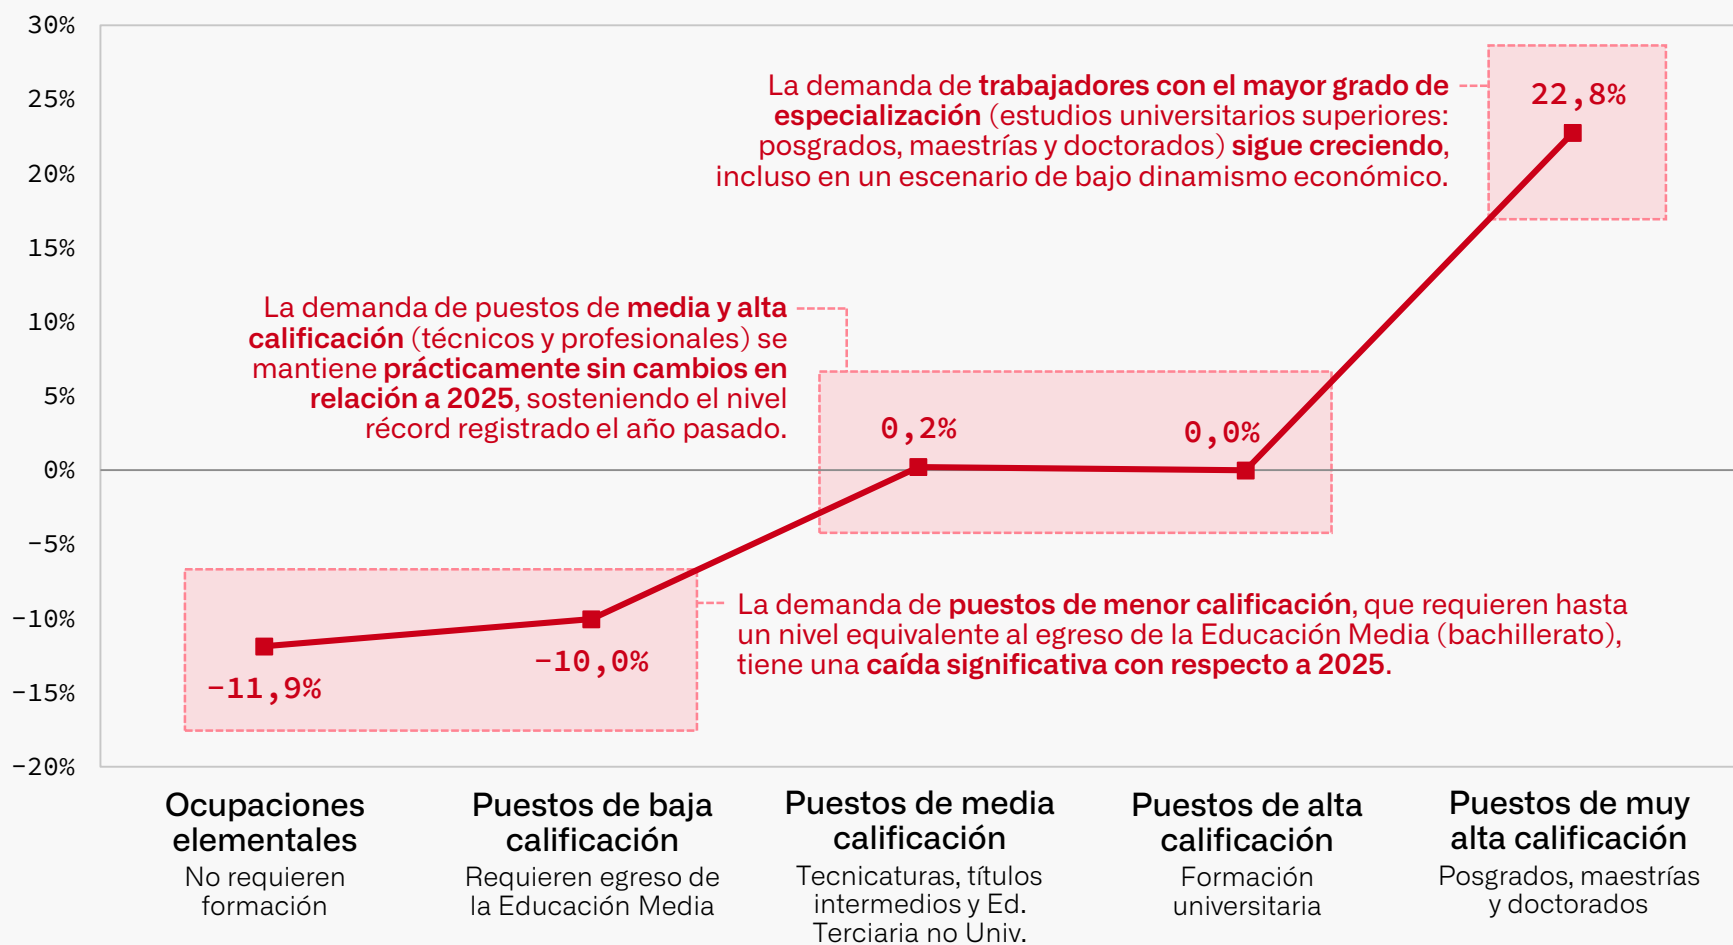 30%
25%
20%
15%
10%
5%
0%
-5%
-10%
-15%
-20%
La demanda de trabajadores con el mayor grado de
especialización (estudios universitarios superiores:
posgrados, maestrías y doctorados) sigue creciendo,
incluso en un escenario de bajo dinamismo económico.
22,8%
La demanda de puestos de media y alta
calificación (técnicos y profesionales) se
mantiene prácticamente sin cambios en
relación a 2025, sosteniendo el nivel
récord registrado el año pasado.
0,2%
0,0%
La demanda de puestos de menor calificación, que requieren hasta
un nivel equivalente al egreso de la Educación Media (bachillerato),
tiene una caída significativa con respecto a 2025.
-11,9%
-10,0%
Ocupaciones
elementales
No requieren
formación
Puestos de baja
calificación
Requieren egreso de
la Educación Media
Puestos de media
calificación
Tecnicaturas, títulos
intermedios y Ed.
Terciaria no Univ.
Puestos de alta
calificación
Formación
universitaria
Puestos de muy
alta calificación
Posgrados, maestrías
y doctorados